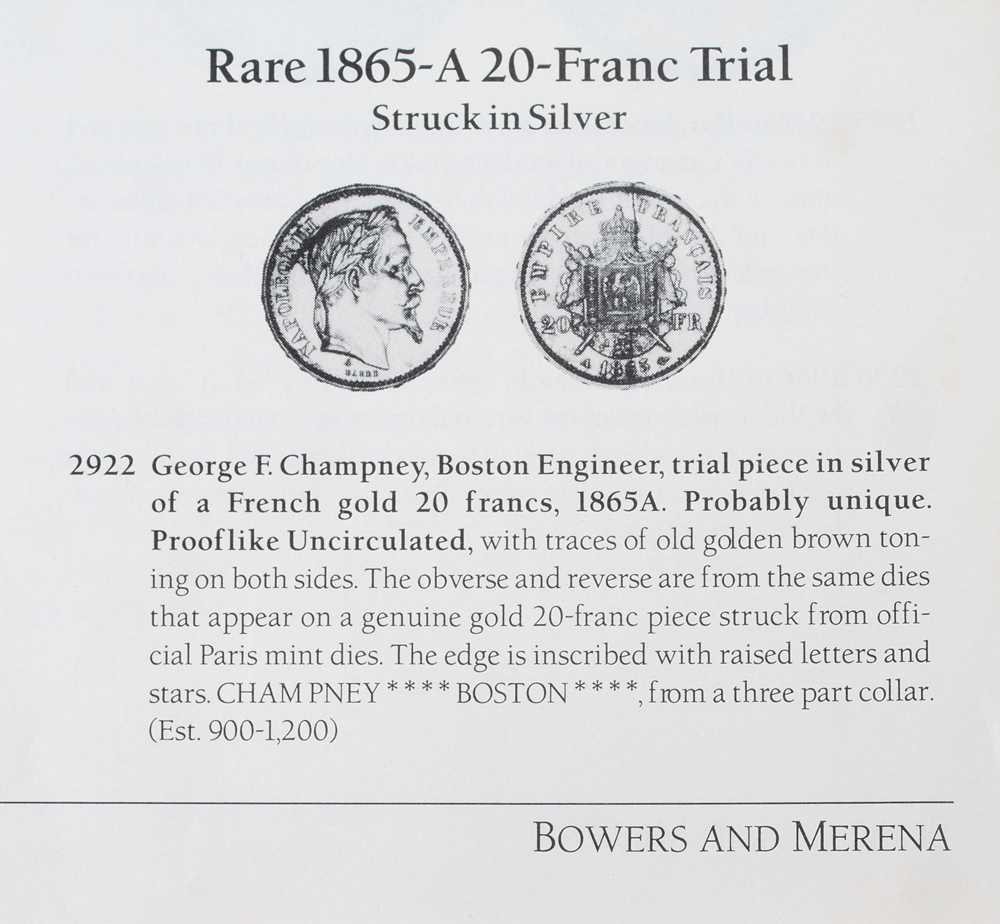 Rare 1865-A 20-Franc Trial
Struck in Silver
NAPOLEON III EMPEREUR
BARRE
EMPIRE FRANÇAIS
20 FR
A 1865
2922 George F. Champney, Boston Engineer, trial piece in silver
of a French gold 20 francs, 1865A. Probably unique.
Prooflike Uncirculated, with traces of old golden brown ton-
ing on both sides. The obverse and reverse are from the same dies
that appear on a genuine gold 20-franc piece struck from offi-
cial Paris mint dies. The edge is inscribed with raised letters and
stars. CHAM PNEY * * * * BOSTON * * * *, from a three part collar.
(Est. 900-1,200)
BOWERS AND MERENA